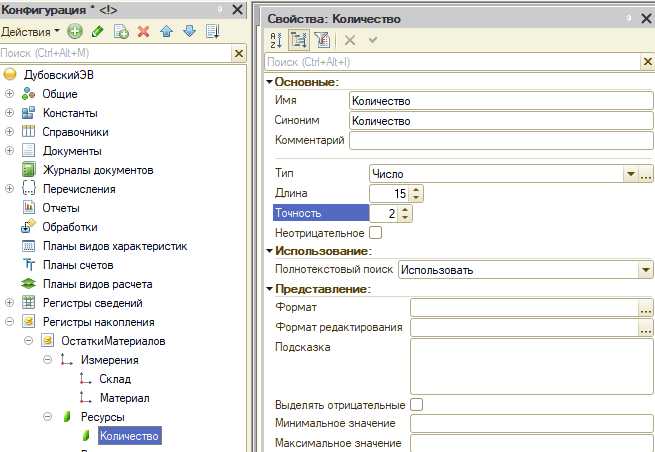 Конфигурация * <!>
Действия
Поиск (Ctrl+Alt+M)
ДубовскийЭВ
Общие
Константы
Справочники
Документы
Журналы документов
Перечисления
Отчеты
Обработки
Планы видов характеристик
Планы счетов
Планы видов расчета
Регистры сведений
Регистры накопления
ОстаткиМатериалов
Измерения
Склад
Материал
Ресурсы
Количество
Свойства: Количество
Поиск (Ctrl+Alt+I)
Основные:
Имя Количество
Синоним Количество
Комментарий
Тип Число
Длина 15
Точность 2
Неотрицательное
Использование:
Полнотекстовый поиск Использовать
Представление:
Формат
Формат редактирования
Подсказка
Выделять отрицательные
Минимальное значение
Максимальное значение